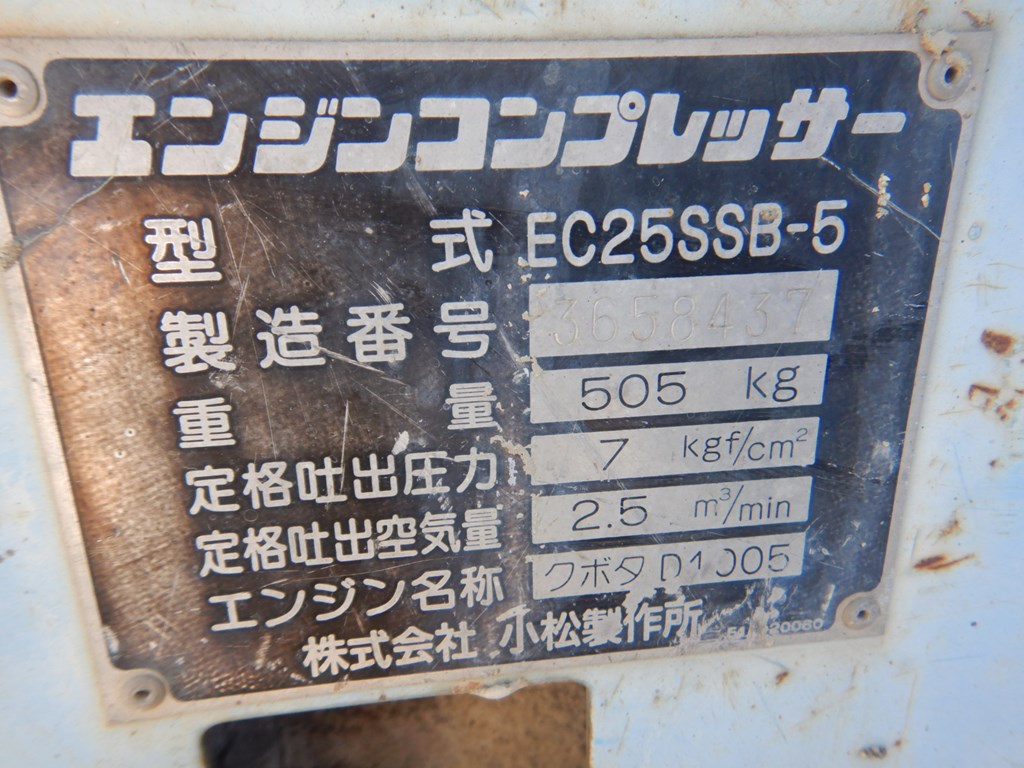 エンジンコンプレッサー
型式 EC25SSB-5
製造番号 3658437
重量 505 kg
定格吐出圧力 7 kgf/cm²
定格吐出空気量 2.5 m³/min
エンジン名称 クボタ D1005
株式会社 小松製作所